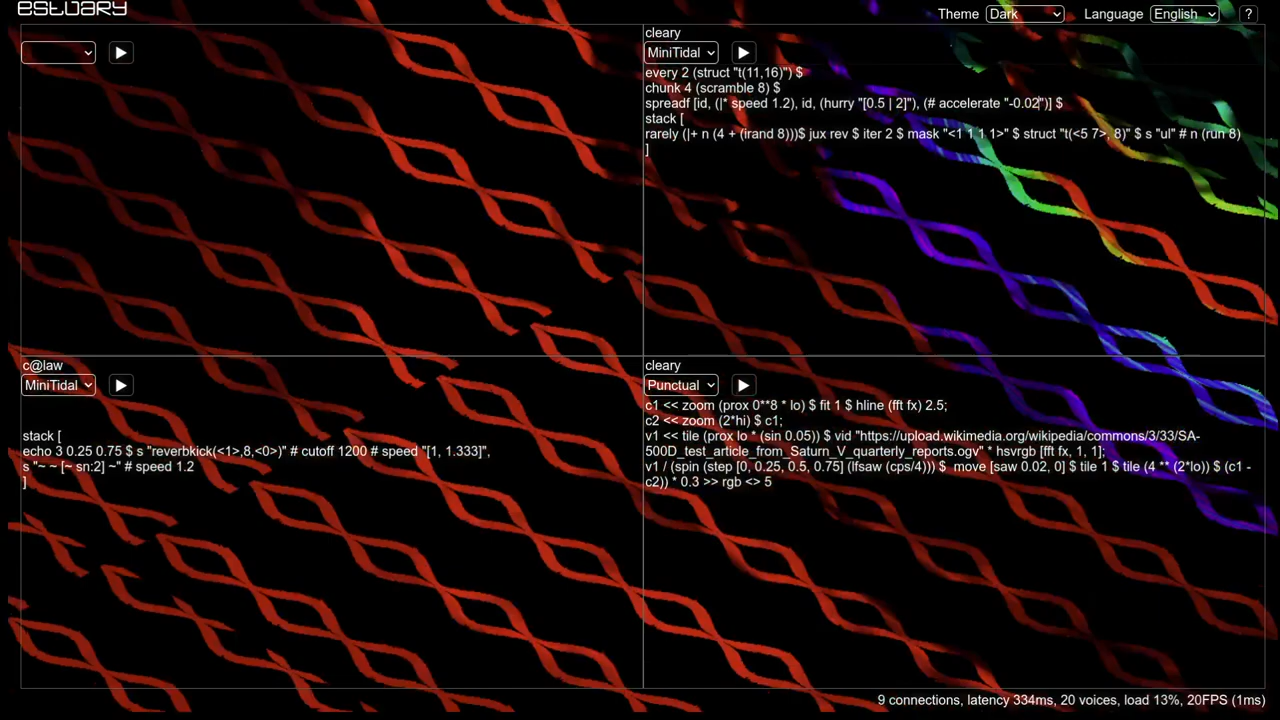 estuary
Theme Dark Language English ?
cleary
MiniTidal
every 2 (struct "t(11,16)") $
chunk 4 (scramble 8) $
spreadf [id, (|* speed 1.2), id, (hurry "[0.5 | 2]"), (# accelerate "-0.02")] $
stack [
rarely (|+ n (4 + (irand 8)))$ jux rev $ iter 2 $ mask "<1 1 1 1>" $ struct "t(<5 7>, 8)" $ s "ul" # n (run 8)
]
c@law
MiniTidal
stack [
echo 3 0.25 0.75 $ s "reverbkick(<1>,8,<0>)" # cutoff 1200 # speed "[1, 1.333]",
s "~ ~ [~ sn:2] ~" # speed 1.2
]
cleary
Punctual
c1 << zoom (prox 0**8 * lo) $ fit 1 $ hline (fft fx) 2.5;
c2 << zoom (2*hi) $ c1;
v1 << tile (prox lo * (sin 0.05)) $ vid "https://upload.wikimedia.org/wikipedia/commons/3/33/SA-
500D_test_article_from_Saturn_V_quarterly_reports.ogv" * hsvrgb [fft fx, 1, 1];
v1 / (spin (step [0, 0.25, 0.5, 0.75] (lfsaw (cps/4))) $  move [saw 0.02, 0] $ tile 1 $ tile (4 ** (2*lo)) $ (c1 -
c2)) * 0.3 >> rgb <> 5
9 connections, latency 334ms, 20 voices, load 13%, 20FPS (1ms)